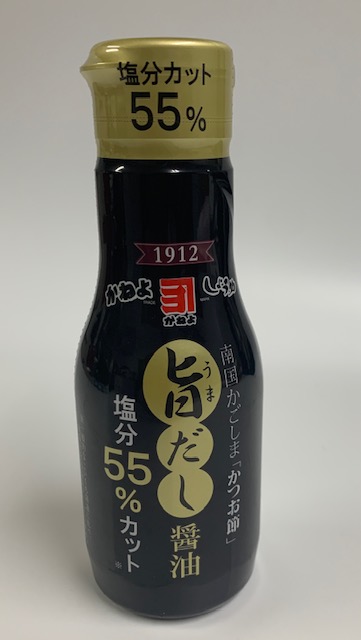 塩分カット
55%
1912
かねよ
しょうゆ
かねよ
南国かごしま「かつお節」
旨だし
うま
醤油
塩分55%カット
※